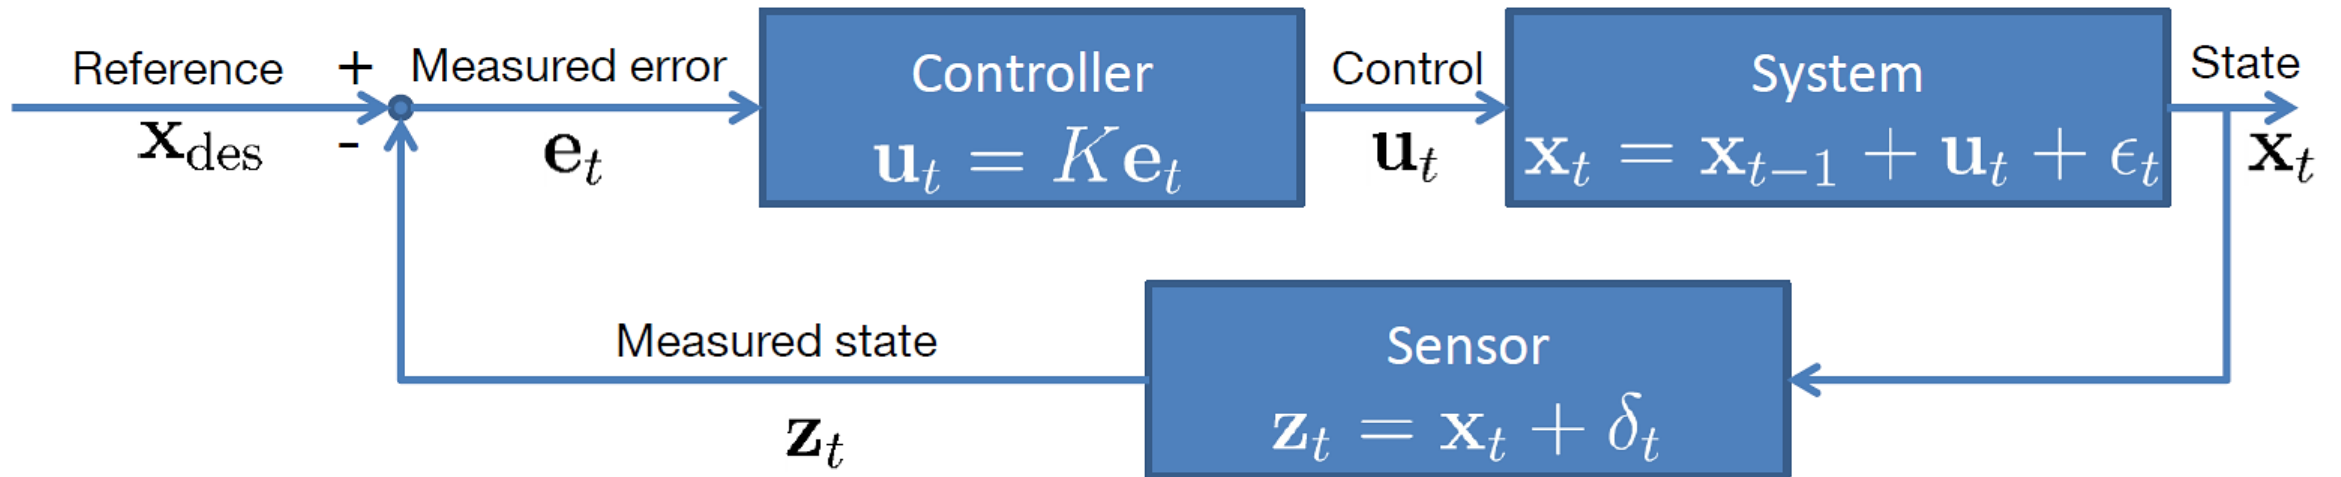 Reference
+
Measured error
Controller
Control
System
State
𝐱_des
-
𝐞_t
𝐮_t = K𝐞_t
𝐮_t
𝐱_t = 𝐱_{t−1} + 𝐮_t + ϵ_t
𝐱_t
Measured state
Sensor
𝐳_t
𝐳_t = 𝐱_t + δ_t